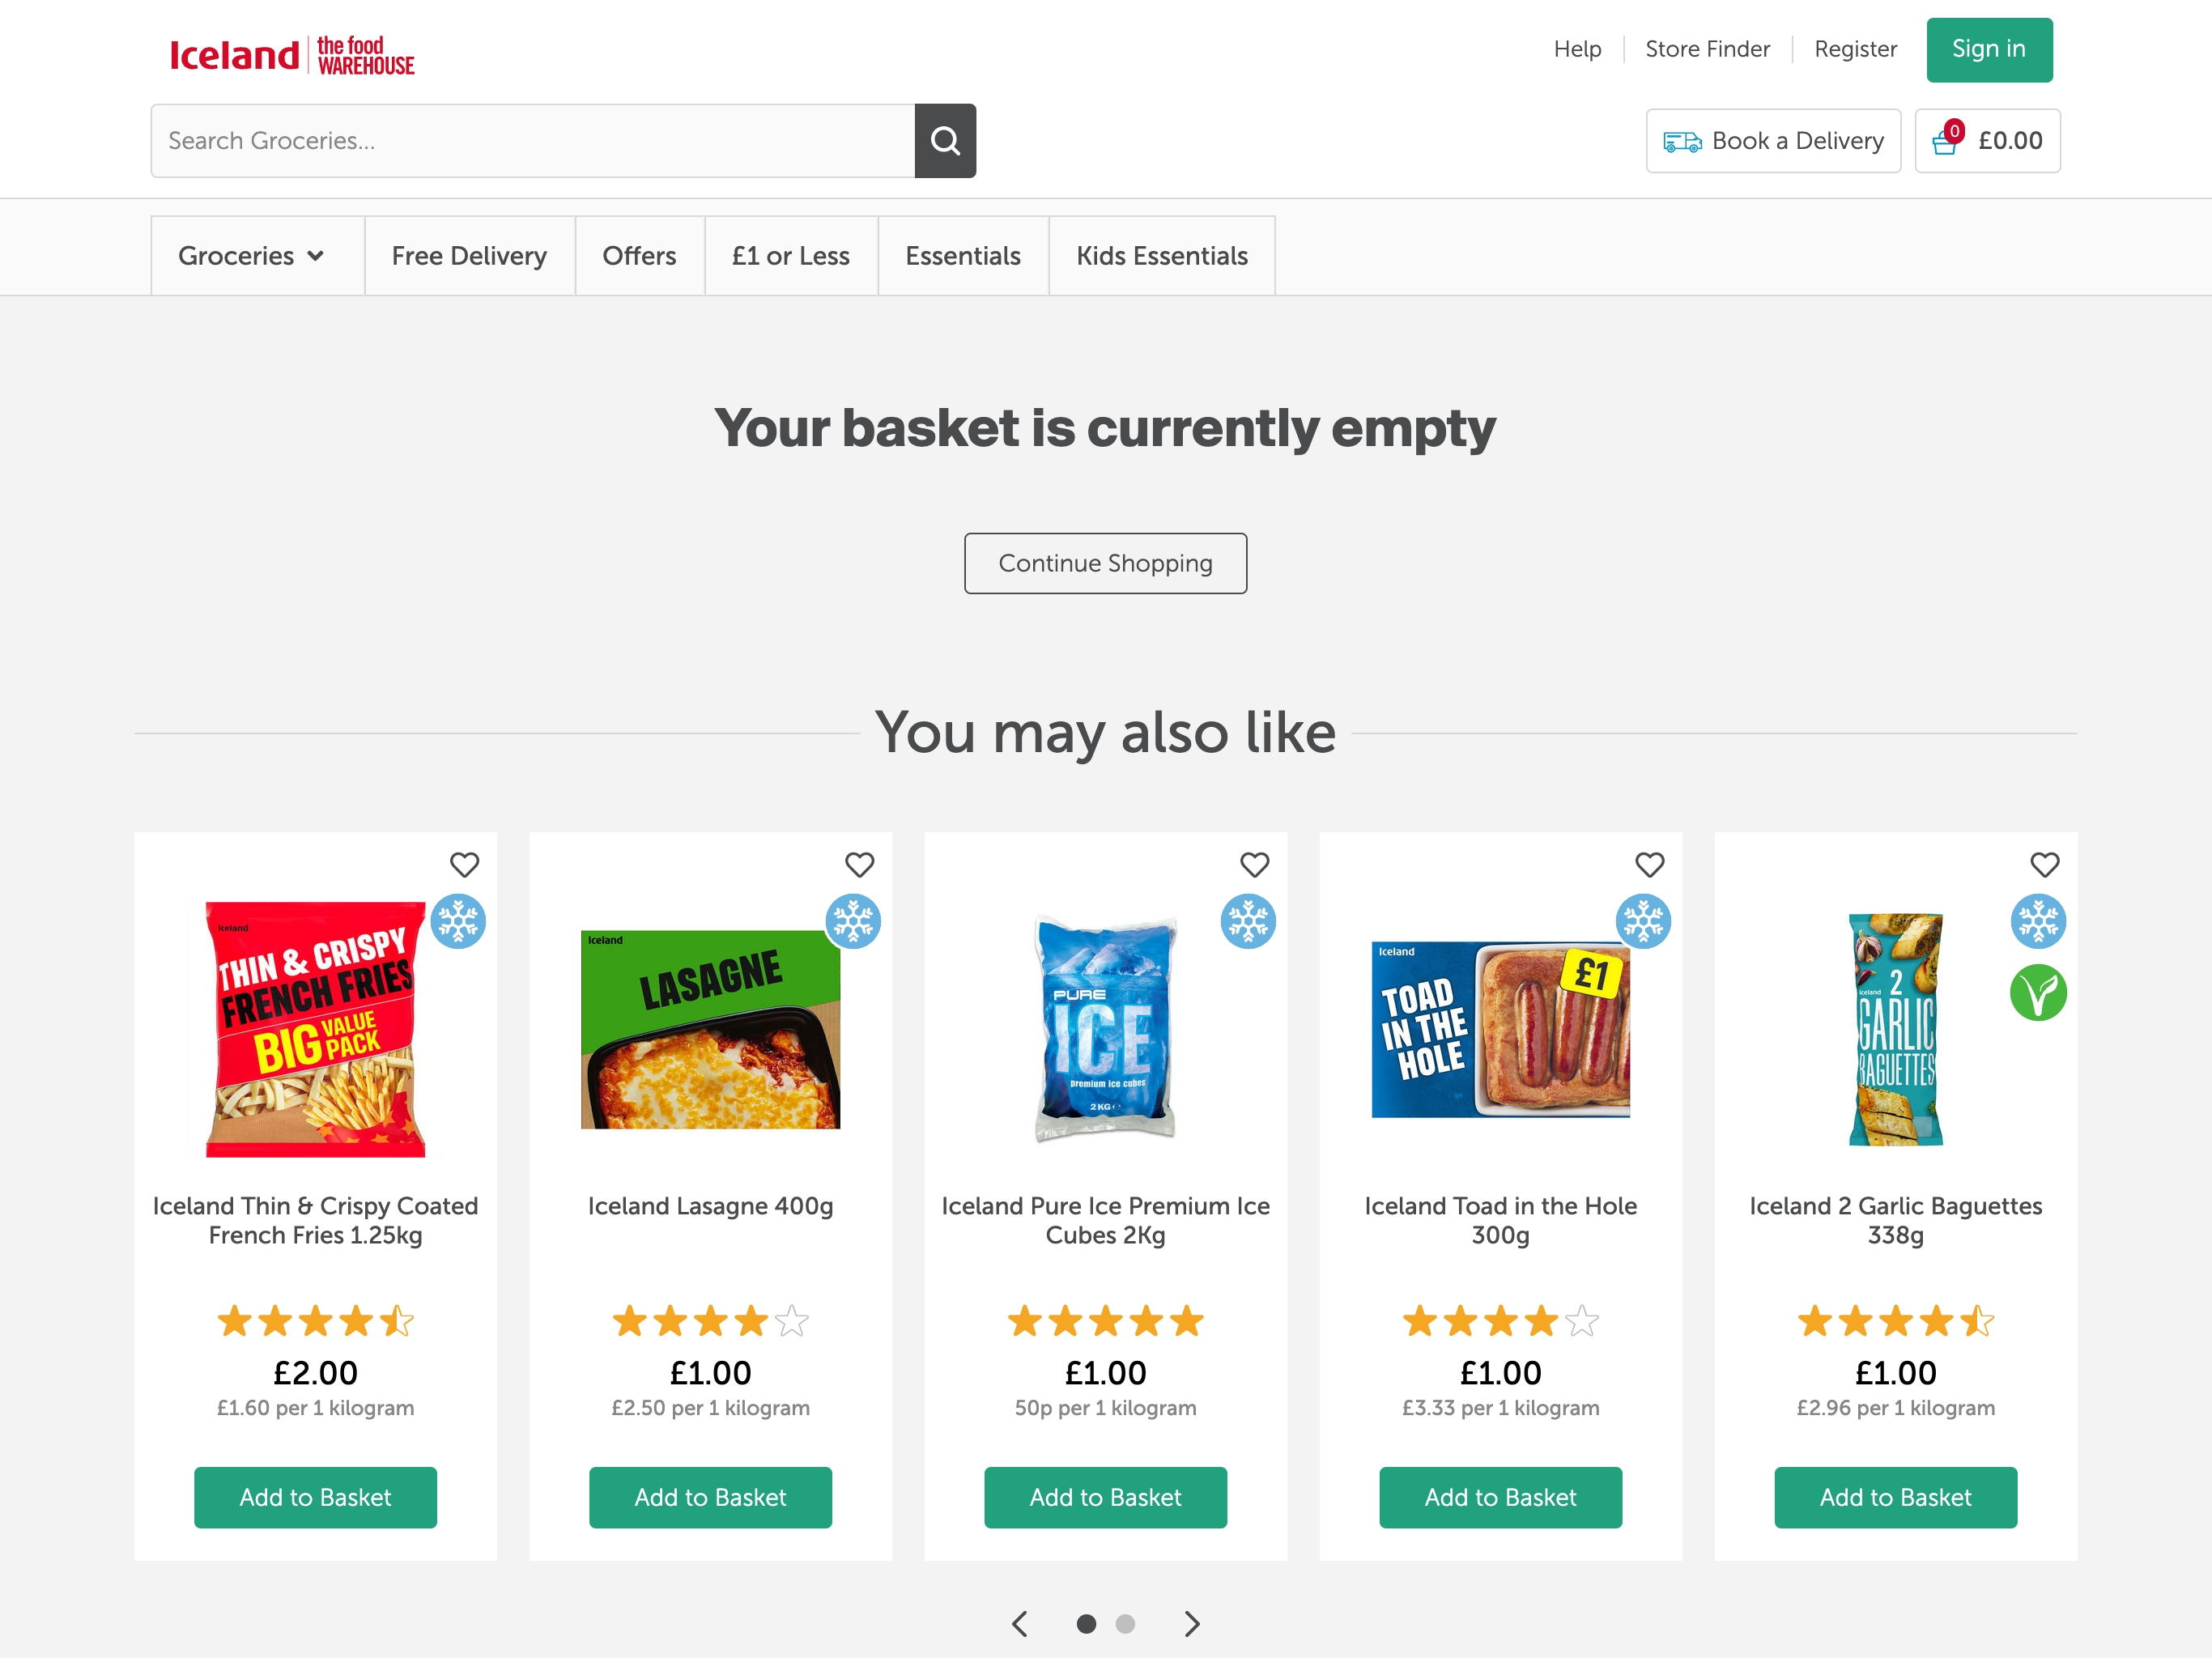 Iceland the food WAREHOUSE
Help
Store Finder
Register
Sign in
Search Groceries...
Book a Delivery
0
£0.00
Groceries
Free Delivery
Offers
£1 or Less
Essentials
Kids Essentials
Your basket is currently empty
Continue Shopping
You may also like
Iceland
THIN & CRISPY
FRENCH FRIES
BIG VALUE PACK
Iceland Thin & Crispy Coated
French Fries 1.25kg
£2.00
£1.60 per 1 kilogram
Add to Basket
Iceland
LASAGNE
Iceland Lasagne 400g
£1.00
£2.50 per 1 kilogram
Add to Basket
PURE
ICE
premium ice cubes
2KG e
Iceland Pure Ice Premium Ice
Cubes 2Kg
£1.00
50p per 1 kilogram
Add to Basket
Iceland
£1
TOAD
IN THE
HOLE
Iceland Toad in the Hole
300g
£1.00
£3.33 per 1 kilogram
Add to Basket
Iceland 2
GARLIC
BAGUETTES
Iceland 2 Garlic Baguettes
338g
£1.00
£2.96 per 1 kilogram
Add to Basket